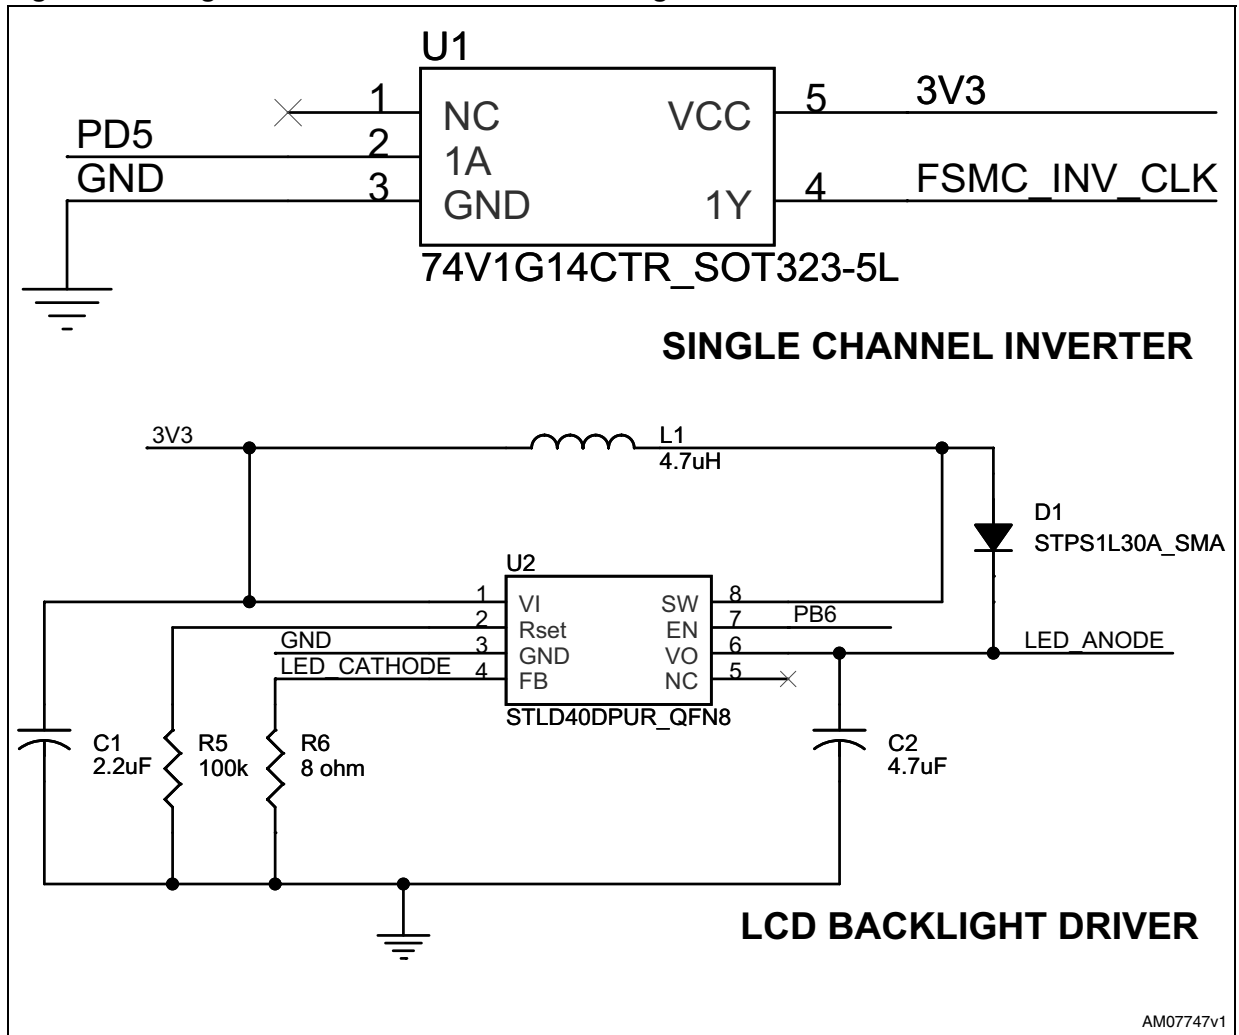 U1
1 NC VCC 5 3V3
PD5 2 1A
GND 3 GND 1Y 4 FSMC_INV_CLK
74V1G14CTR_SOT323-5L
SINGLE CHANNEL INVERTER
3V3 L1
4.7uH
D1
STPS1L30A_SMA
U2
1 VI SW 8
2 Rset EN 7 PB6
GND 3 GND VO 6 LED_ANODE
LED_CATHODE 4 FB NC 5
STLD40DPUR_QFN8
C1 R5 R6 C2
2.2uF 100k 8 ohm 4.7uF
LCD BACKLIGHT DRIVER
AM07747v1